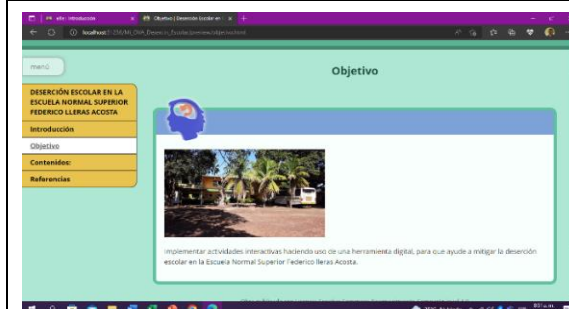 Objetivo | Deserción Escolar en
menú
Objetivo
DESERCIÓN ESCOLAR EN LA
ESCUELA NORMAL SUPERIOR
FEDERICO LLERAS ACOSTA
Introducción
Objetivo
Contenidos:
Referencias
Implementar actividades interactivas haciendo uso de una herramienta digital, para que ayude a mitigar la deserción
escolar en la Escuela Normal Superior Federico lleras Acosta.